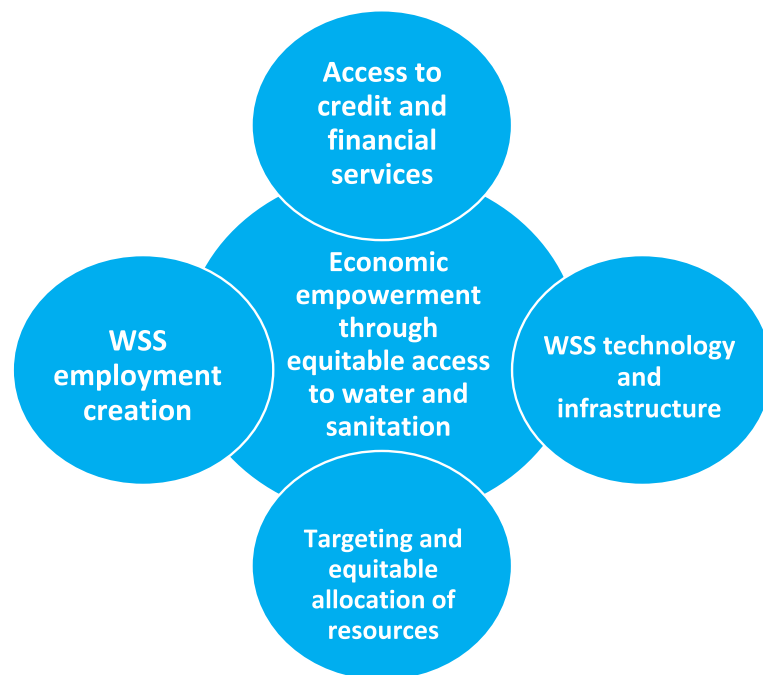 Access to
credit and
financial
services
Economic
empowerment
through
equitable access
to water and
sanitation
WSS
employment
creation
WSS technology
and
infrastructure
Targeting and
equitable
allocation of
resources